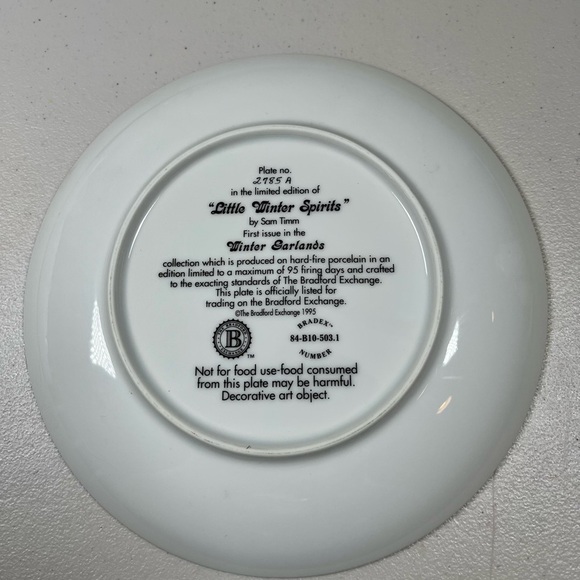 Plate no.
2785 A
in the limited edition of
"Little Winter Spirits"
by Sam Timm
First issue in the
Winter Garlands
collection which is produced on hard-fire porcelain in an
edition limited to a maximum of 95 firing days and crafted
to the exacting standards of The Bradford Exchange.
This plate is officially listed for
trading on the Bradford Exchange.
©The Bradford Exchange 1995
B
TM
BRADEX™
84-B10-503.1
NUMBER
Not for food use-food consumed
from this plate may be harmful.
Decorative art object.